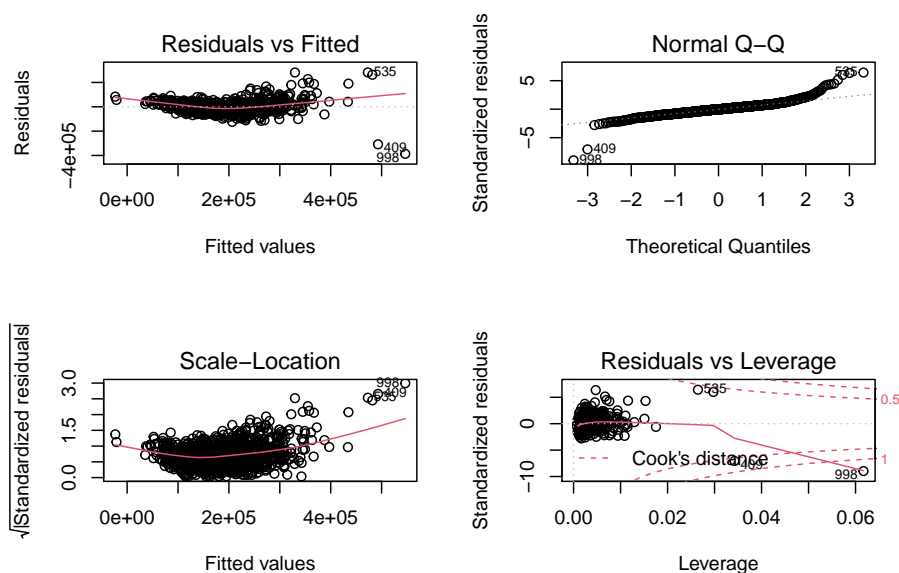 Residuals vs Fitted
Residuals
−4e+05
0e+00 2e+05 4e+05
Fitted values
535
409
998
Normal Q−Q
Standardized residuals
5
−5
−3 −2 −1 0 1 2 3
Theoretical Quantiles
535
409
998
Scale−Location
√|Standardized residuals|
3.0
1.5
0.0
0e+00 2e+05 4e+05
Fitted values
998
409
535
Residuals vs Leverage
Standardized residuals
0
−10
0.00 0.02 0.04 0.06
Leverage
535
409
998
Cook's distance
0.5
1